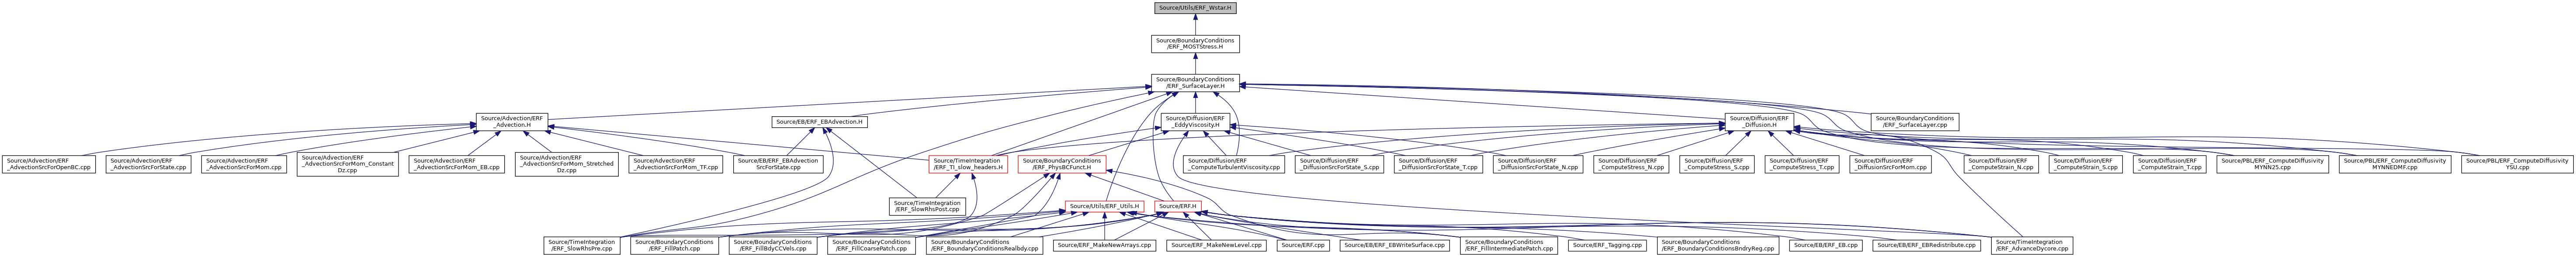 Source/Utils/ERF_Wstar.H
Source/BoundaryConditions
/ERF_MOSTStress.H
Source/BoundaryConditions
/ERF_SurfaceLayer.H
Source/Advection/ERF
_Advection.H
Source/EB/ERF_EBAdvection.H
Source/Diffusion/ERF
_EddyViscosity.H
Source/Diffusion/ERF
_Diffusion.H
Source/BoundaryConditions
/ERF_SurfaceLayer.cpp
Source/Advection/ERF
_AdvectionSrcForOpenBC.cpp
Source/Advection/ERF
_AdvectionSrcForState.cpp
Source/Advection/ERF
_AdvectionSrcForMom.cpp
Source/Advection/ERF
_AdvectionSrcForMom_Constant
Dz.cpp
Source/Advection/ERF
_AdvectionSrcForMom_EB.cpp
Source/Advection/ERF
_AdvectionSrcForMom_Stretched
Dz.cpp
Source/Advection/ERF
_AdvectionSrcForMom_TF.cpp
Source/EB/ERF_EBAdvection
SrcForState.cpp
Source/TimeIntegration
/ERF_TI_slow_headers.H
Source/BoundaryConditions
/ERF_PhysBCFunct.H
Source/Diffusion/ERF
_ComputeTurbulentViscosity.cpp
Source/Diffusion/ERF
_DiffusionSrcForState_S.cpp
Source/Diffusion/ERF
_DiffusionSrcForState_T.cpp
Source/Diffusion/ERF
_DiffusionSrcForState_N.cpp
Source/Diffusion/ERF
_ComputeStress_N.cpp
Source/Diffusion/ERF
_ComputeStress_S.cpp
Source/Diffusion/ERF
_ComputeStress_T.cpp
Source/Diffusion/ERF
_DiffusionSrcForMom.cpp
Source/Diffusion/ERF
_ComputeStrain_N.cpp
Source/Diffusion/ERF
_ComputeStrain_S.cpp
Source/Diffusion/ERF
_ComputeStrain_T.cpp
Source/PBL/ERF_ComputeDiffusivity
MYNN25.cpp
Source/PBL/ERF_ComputeDiffusivity
MYNNEDMF.cpp
Source/PBL/ERF_ComputeDiffusivity
YSU.cpp
Source/TimeIntegration
/ERF_SlowRhsPost.cpp
Source/Utils/ERF_Utils.H
Source/ERF.H
Source/TimeIntegration
/ERF_SlowRhsPre.cpp
Source/BoundaryConditions
/ERF_FillPatch.cpp
Source/BoundaryConditions
/ERF_FillBdyCCVels.cpp
Source/BoundaryConditions
/ERF_FillCoarsePatch.cpp
Source/BoundaryConditions
/ERF_BoundaryConditionsRealbdy.cpp
Source/ERF_MakeNewArrays.cpp
Source/ERF_MakeNewLevel.cpp
Source/ERF.cpp
Source/EB/ERF_EBWriteSurface.cpp
Source/BoundaryConditions
/ERF_FillIntermediatePatch.cpp
Source/ERF_Tagging.cpp
Source/BoundaryConditions
/ERF_BoundaryConditionsBndryReg.cpp
Source/EB/ERF_EB.cpp
Source/EB/ERF_EBRedistribute.cpp
Source/TimeIntegration
/ERF_AdvanceDycore.cpp